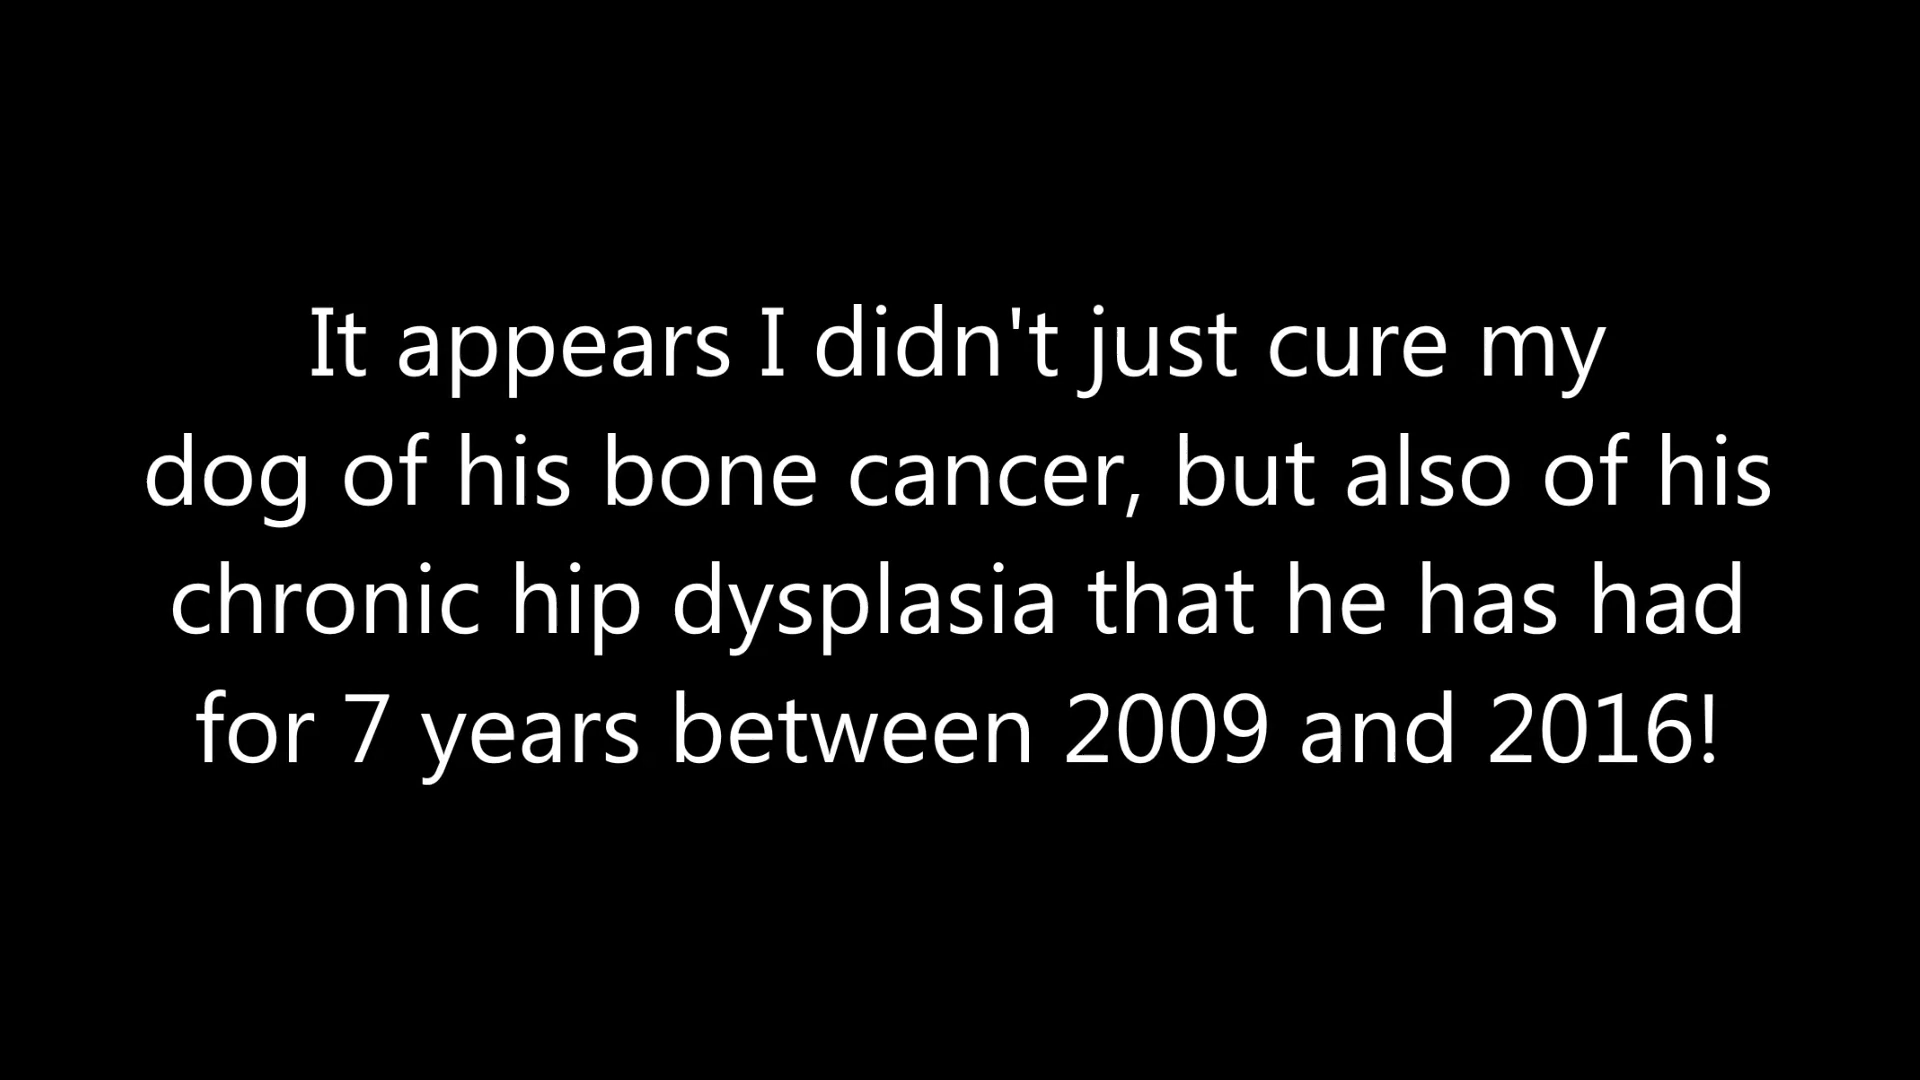 It appears I didn't just cure my
dog of his bone cancer, but also of his
chronic hip dysplasia that he has had
for 7 years between 2009 and 2016!